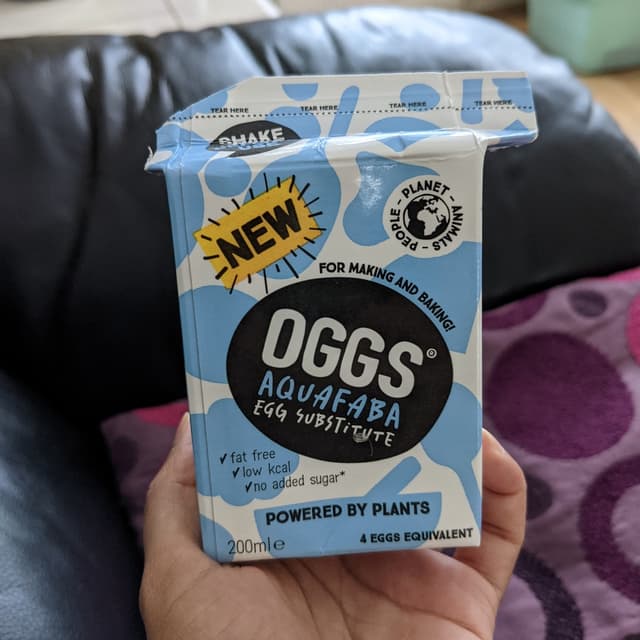 TEAR HERE TEAR HERE TEAR HERE TEAR HERE
SHAKE
NEW
PLANET - ANIMALS - PEOPLE -
FOR MAKING AND BAKING!
OGGS®
AQUAFABA
EGG SUBSTITUTE
✓ fat free
✓ low kcal
✓ no added sugar*
POWERED BY PLANTS
200ml e
4 EGGS EQUIVALENT